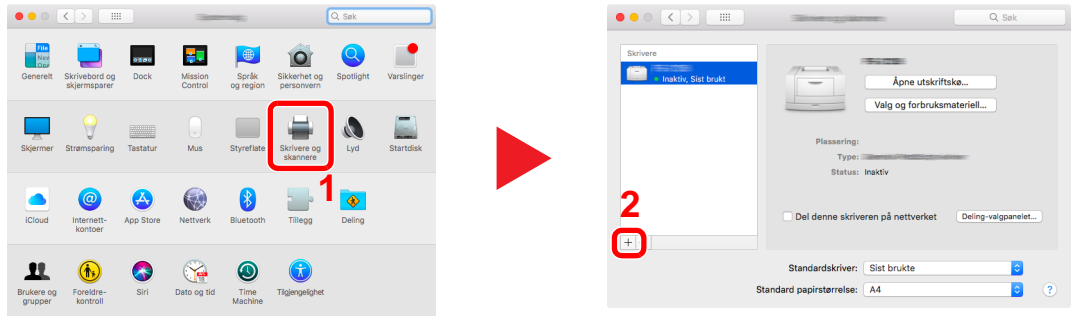 Søk
File
New
Ope
Generelt
Skrivebord og
skjermsparer
Dock
Mission
Control
Språk
og region
Sikkerhet og
personvern
Spotlight
Varslinger
Skjermer
Strømsparing
Tastatur
Mus
Styreflate
Skrivere og
skannere
Lyd
Startdisk
1
iCloud
Internett-
kontoer
App Store
Nettverk
Bluetooth
Tillegg
Deling
Brukere og
grupper
Foreldre-
kontroll
Siri
Dato og tid
Time
Machine
Tilgjengelighet
Søk
Skrivere
Inaktiv, Sist brukt
Åpne utskriftskø...
Valg og forbruksmateriell...
Plassering:
Type:
Status: Inaktiv
2
+
Del denne skriveren på nettverket
Deling-valgpanelet...
Standardskriver: Sist brukte
Standard papirstørrelse: A4
?